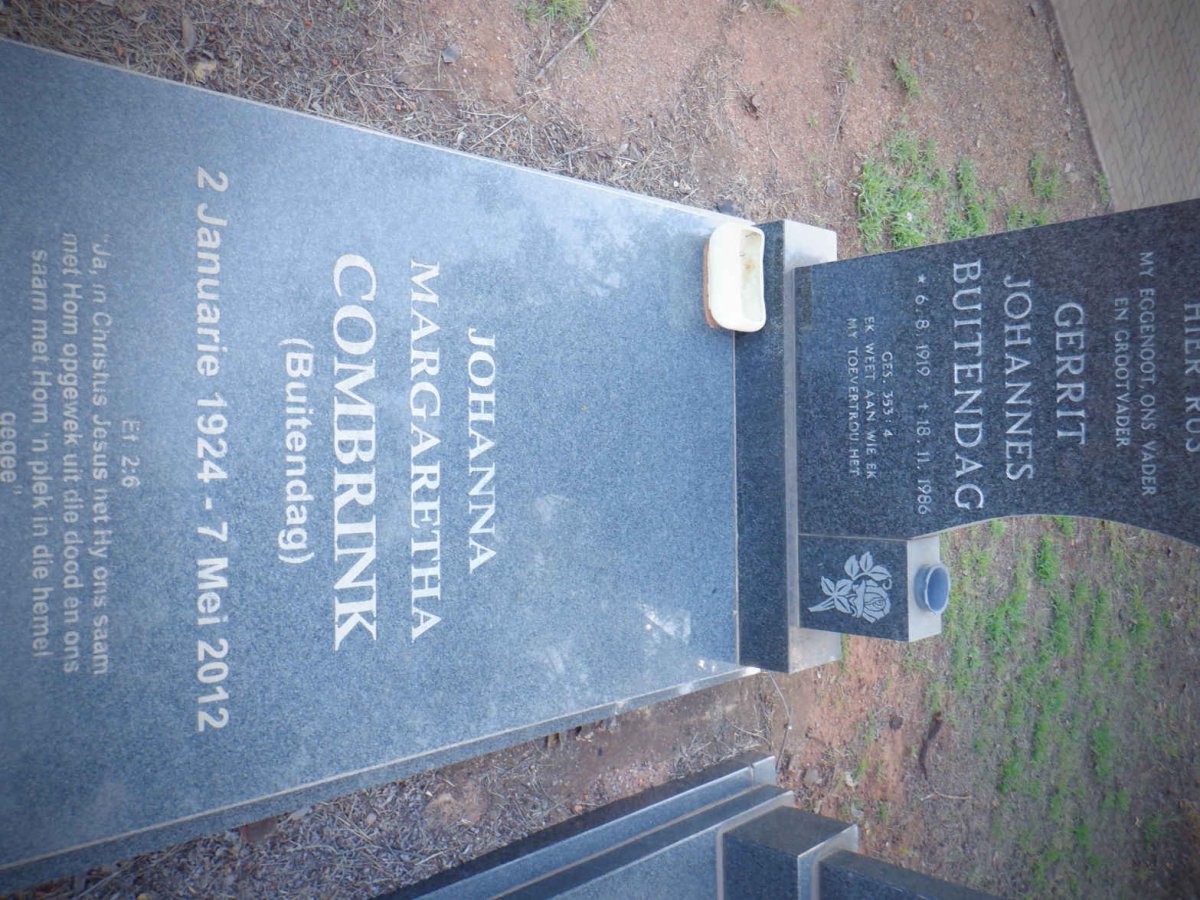 HIER RUS
MY EGGENOOT, ONS VADER
EN GROOTVADER
GERRIT
JOHANNES
BUITENDAG
* 6. 8. 1919 †18. 11. 1986
GES. 353 : 4.
EK WEET AAN WIE EK
MY TOEVERTROU HET
JOHANNA
MARGARETHA
COMBRINK
(Buitendag)
2 Januarie 1924 - 7 Mei 2012
Ef 2:6
"Ja, in Christus Jesus het Hy ons saam
met Hom opgewek uit die dood en ons
saam met Hom 'n plek in die hemel
gegee"